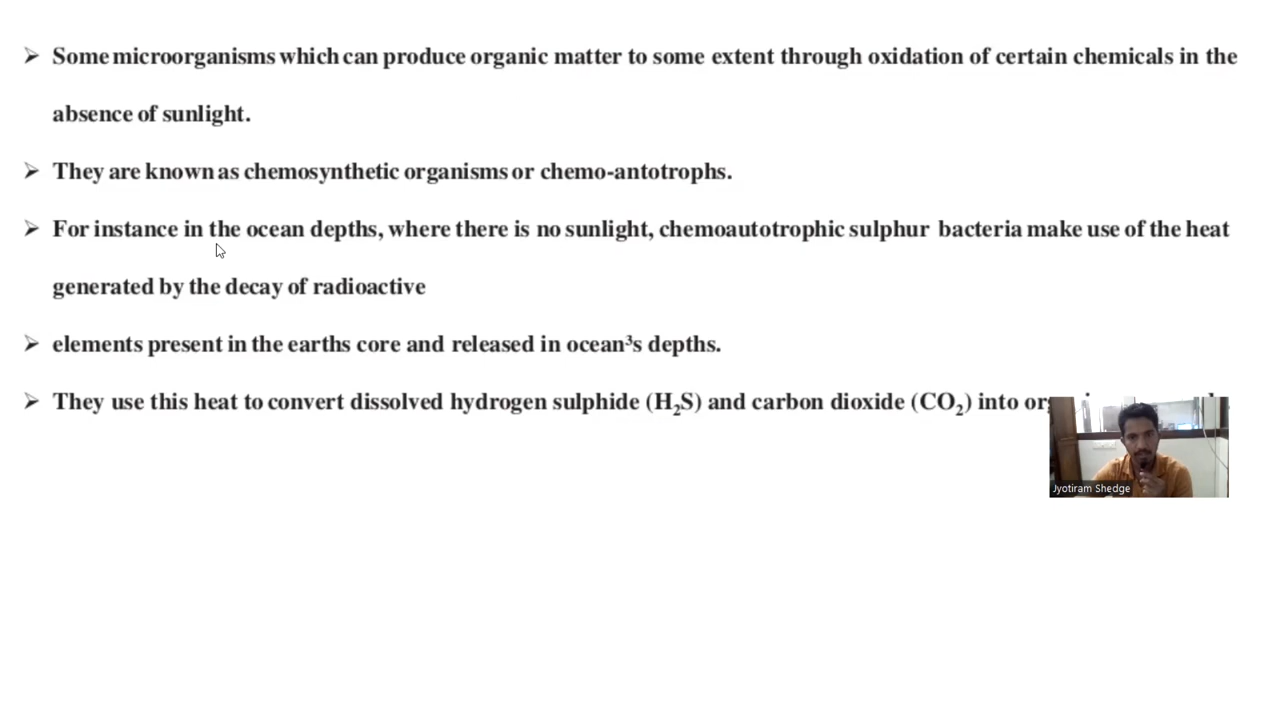 Some microorganisms which can produce organic matter to some extent through oxidation of certain chemicals in the
absence of sunlight.
They are known as chemosynthetic organisms or chemo-antotrophs.
For instance in the ocean depths, where there is no sunlight, chemoautotrophic sulphur bacteria make use of the heat
generated by the decay of radioactive
elements present in the earths core and released in ocean³s depths.
They use this heat to convert dissolved hydrogen sulphide (H₂S) and carbon dioxide (CO₂) into
Jyotiram Shedge